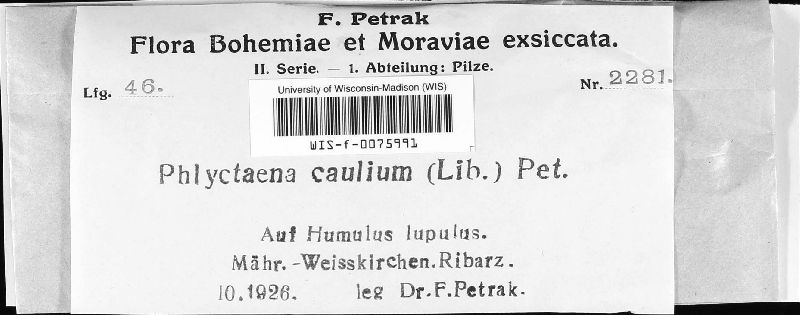 F. Petrak
Flora Bohemiae et Moraviae exsiccata.
II. Serie. — 1. Abteilung: Pilze.
Lfg. 46.
Nr. 2281.
University of Wisconsin-Madison (WIS)
WIS-f-0075991
Phlyctaena caulium (Lib.) Pet.
Auf Humulus lupulus.
Mähr.-Weisskirchen.Ribarz.
10.1926. leg Dr.F.Petrak.